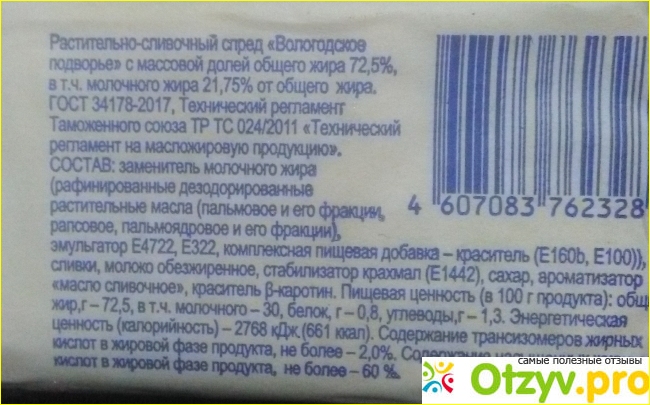 Растительно-сливочный спред «Вологодское
подворье» с массовой долей общего жира 72,5%,
в т.ч. молочного жира 21,75% от общего жира.
ГОСТ 34178-2017, Технический регламент
Таможенного союза ТР ТС 024/2011 «Технический
регламент на масложировую продукцию».
СОСТАВ: заменитель молочного жира
(рафинированные дезодорированные
растительные масла (пальмовое и его фракции,
рапсовое, пальмоядровое и его фракции),
эмульгатор Е4722, Е322, комплексная пищевая добавка – краситель (Е160b, Е100)),
сливки, молоко обезжиренное, стабилизатор крахмал (Е1442), сахар, ароматизатор
«масло сливочное», краситель β-каротин. Пищевая ценность (в 100 г продукта): общ
жир,г – 72,5, в т.ч. молочного – 30, белок, г – 0,8, углеводы,г – 1,3. Энергетическая
ценность (калорийность) – 2768 кДж (661 ккал). Содержание трансизомеров жирных
кислот в жировой фазе продукта, не более – 2,0%. Содержание
кислот в жировой фазе продукта, не более – 60 %.
4 607083 762328
самые полезные отзывы
Otzyv.pro